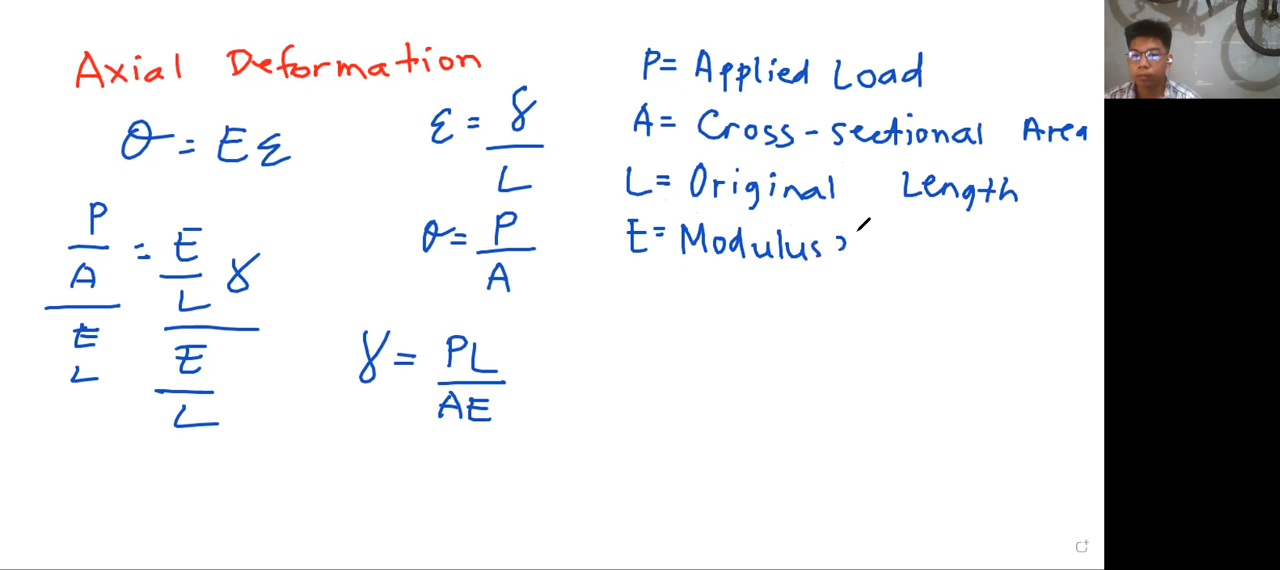 Axial Deformation
σ = Eε
P/A = E/L γ
E/L
E/L
ε = γ/L
σ = P/A
γ = PL/AE
P = Applied Load
A = Cross-sectional Area
L = Original Length
E = Modulus